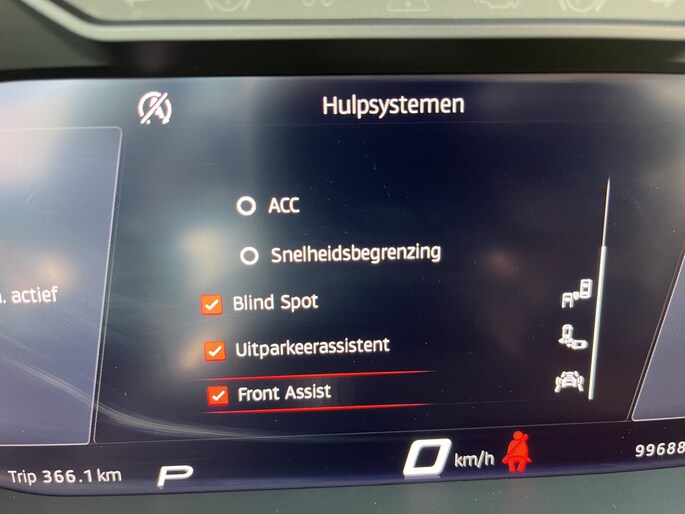 Hulpsystemen
ACC
Snelheidsbegrenzing
. actief
Blind Spot
Uitparkeerassistent
Front Assist
Trip 366.1 km
P
0 km/h
99688